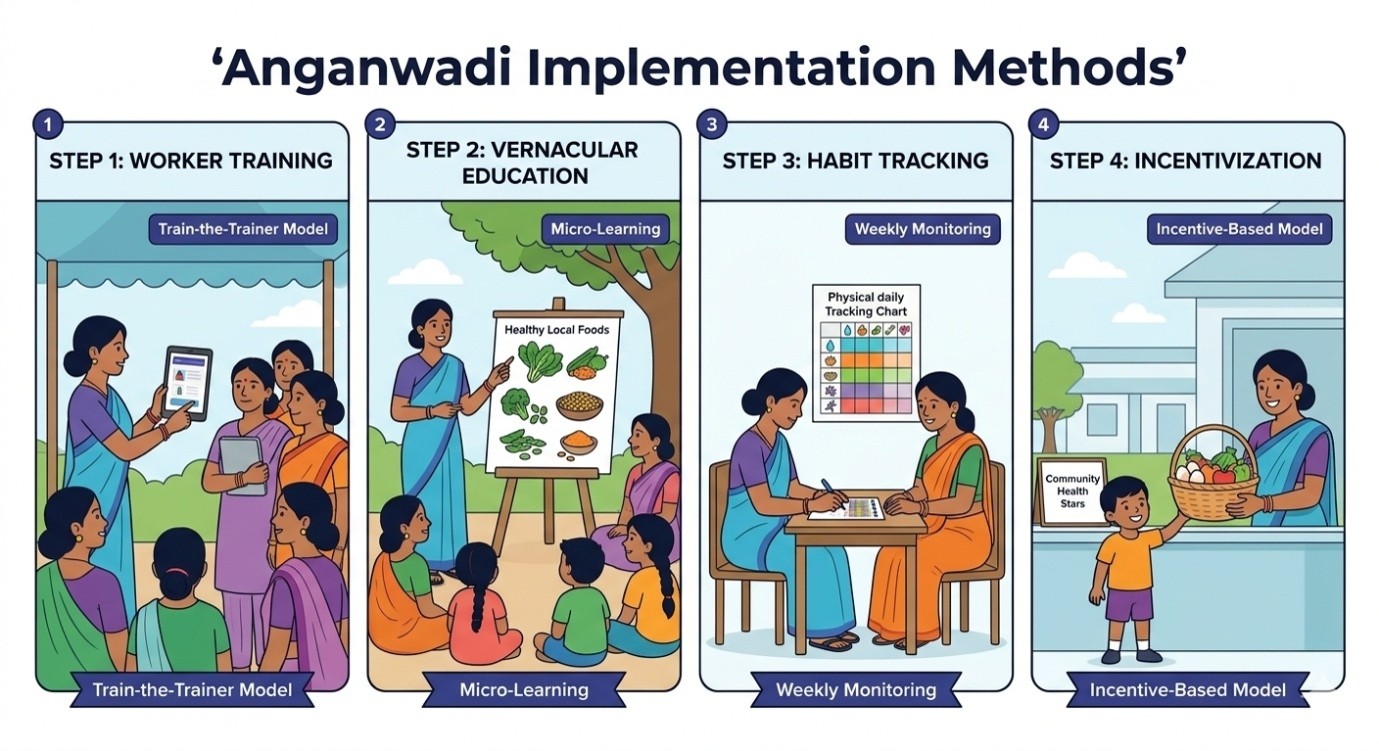 ‘Anganwadi Implementation Methods’
1
STEP 1: WORKER TRAINING
Train-the-Trainer Model
Train-the-Trainer Model
2
STEP 2: VERNACULAR
EDUCATION
Micro-Learning
Healthy Local Foods
Micro-Learning
3
STEP 3: HABIT TRACKING
Weekly Monitoring
Physical daily
Tracking Chart
Weekly Monitoring
4
STEP 4: INCENTIVIZATION
Incentive-Based Model
Community
Health
Stars
Incentive-Based Model